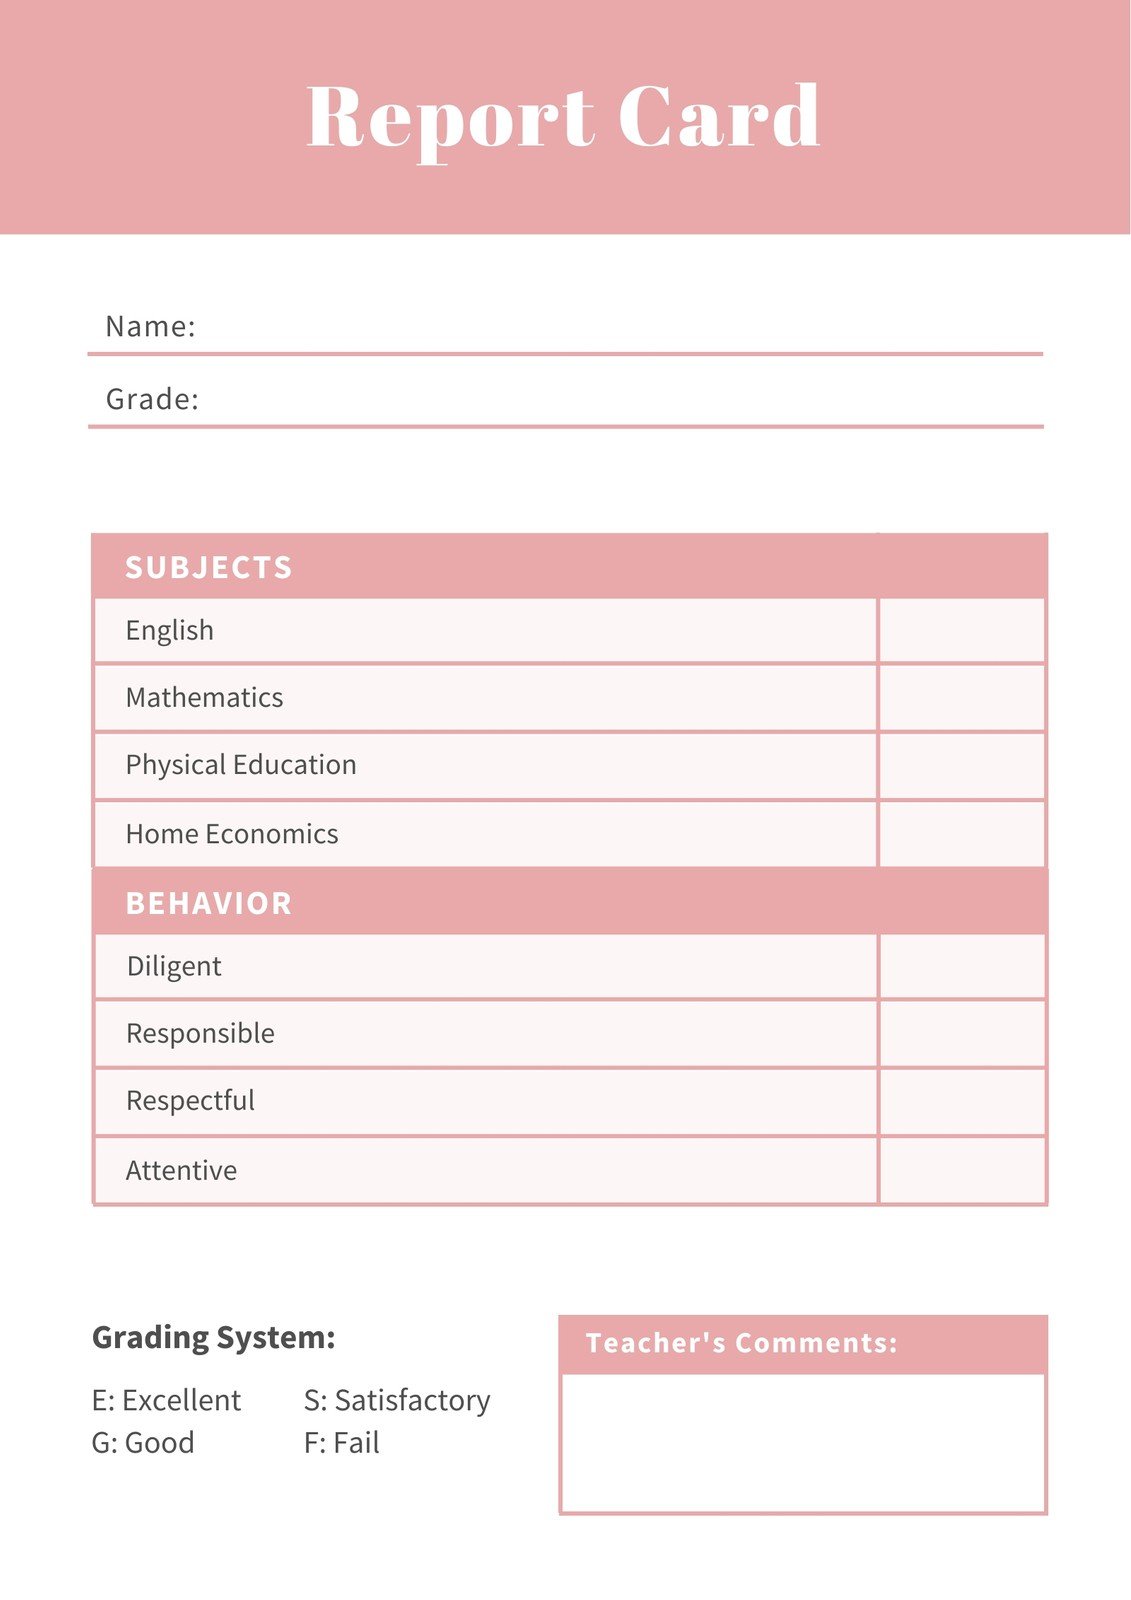 Report Card
Name:
Grade:
SUBJECTS
English
Mathematics
Physical Education
Home Economics
BEHAVIOR
Diligent
Responsible
Respectful
Attentive
Grading System:
E: Excellent
S: Satisfactory
G: Good
F: Fail
Teacher's Comments: